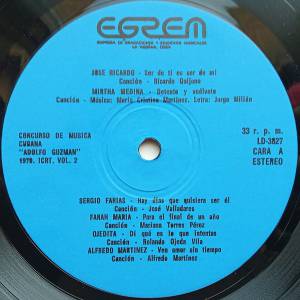 EGREM
EMPRESA DE GRABACIONES Y EDICIONES MUSICALES
LA HABANA, CUBA
JOSE RICARDO - Ser de ti es ser de mí
Canción - Ricardo Quijano
MIRTHA MEDINA - Detente y vuélvete
Canción - Música: María Cristina Martínez. Letra: Jorge Millán
CONCURSO DE MUSICA
CUBANA
"ADOLFO GUZMAN"
1978. ICRT. VOL. 2
33 r. p. m.
LD-3827
CARA A
ESTEREO
SERGIO FARIAS - Hay días que quisiera ser él
Canción - José Valladares
FARAH MARIA - Para el final de un año
Canción - Marissa Torres Pérez
OJEDITA - Di qué es lo que intentas
Canción - Rolando Ojeda Vila
ALFREDO MARTINEZ - Ven amor sin tiempo
Canción - Alfredo Martínez